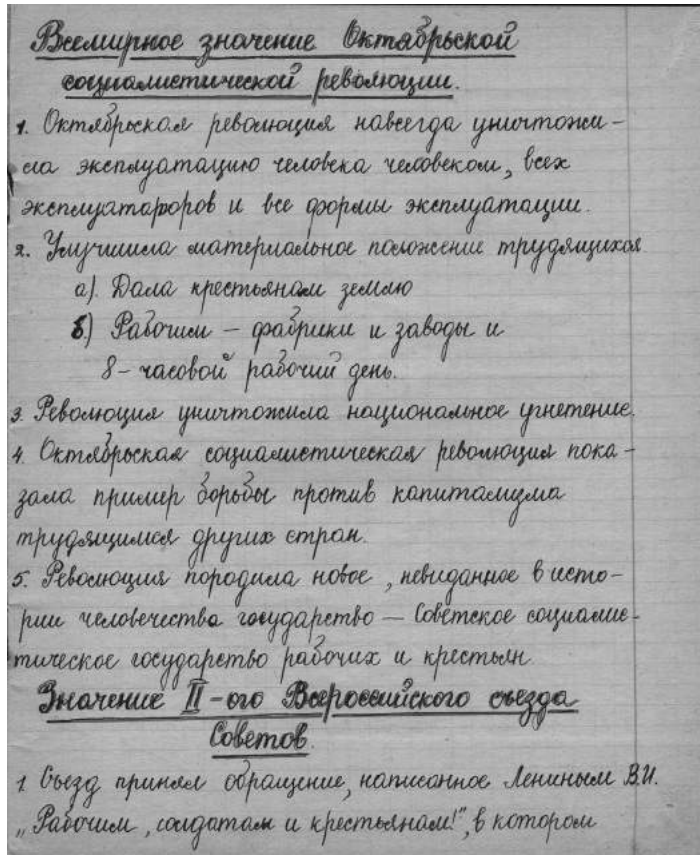 Всемирное значение Октябрьской
социалистической революции.
1. Октябрьская революция навсегда уничтожи-
ла эксплуатацию человека человеком, всех
эксплуататоров и все формы эксплуатации.
2. Улучшила материальное положение трудящихся
а). Дала крестьянам землю
б.) Рабочим – фабрики и заводы и
8-часовой рабочий день.
3. Революция уничтожила национальное угнетение.
4. Октябрьская социалистическая революция пока-
зала пример борьбы против капитализма
трудящимся других стран.
5. Революция породила новое, невиданное в исто-
рии человечества государство – Советское социалис-
тическое государство рабочих и крестьян.
Значение II-ого Всероссийского съезда
Советов.
1 Съезд принял обращение, написанное Лениным В.И.
„Рабочим, солдатам и крестьянам!", в котором